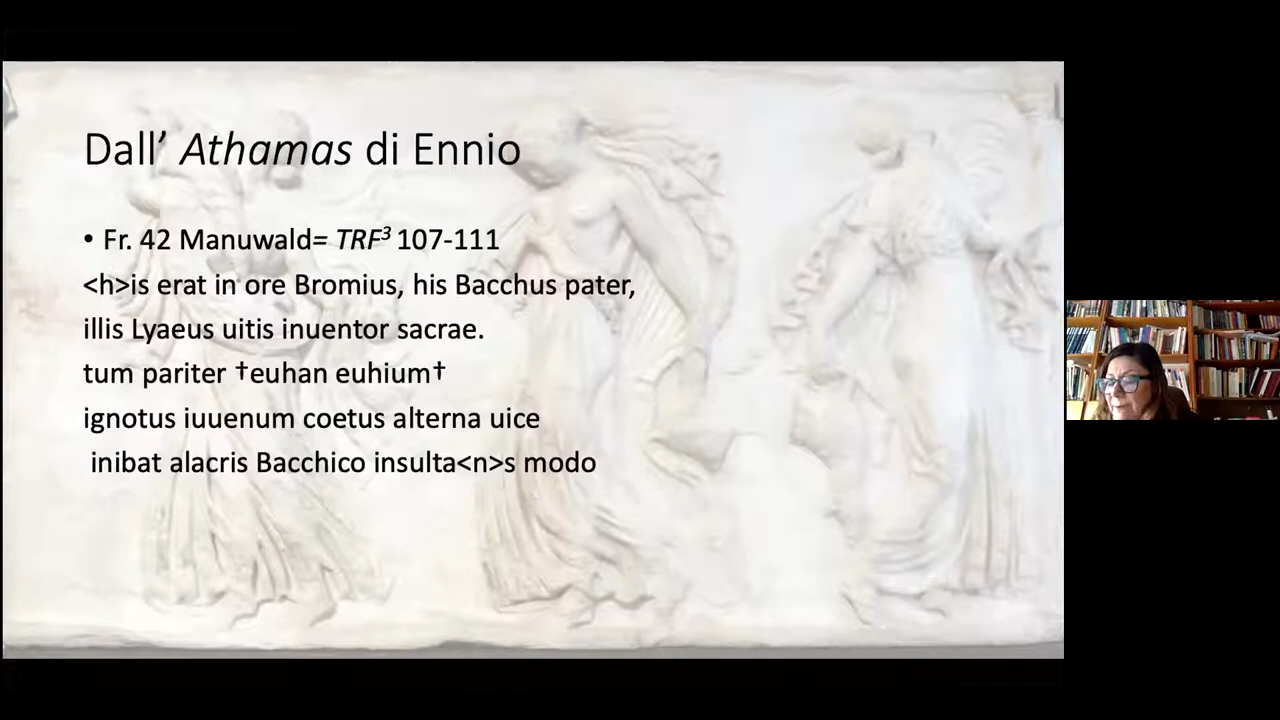 Dall’ Athamas di Ennio
• Fr. 42 Manuwald= TRF³ 107-111
<h>is erat in ore Bromius, his Bacchus pater,
illis Lyaeus uitis inuentor sacrae.
tum pariter †euhan euhium†
ignotus iuuenum coetus alterna uice
inibat alacris Bacchico insulta<n>s modo